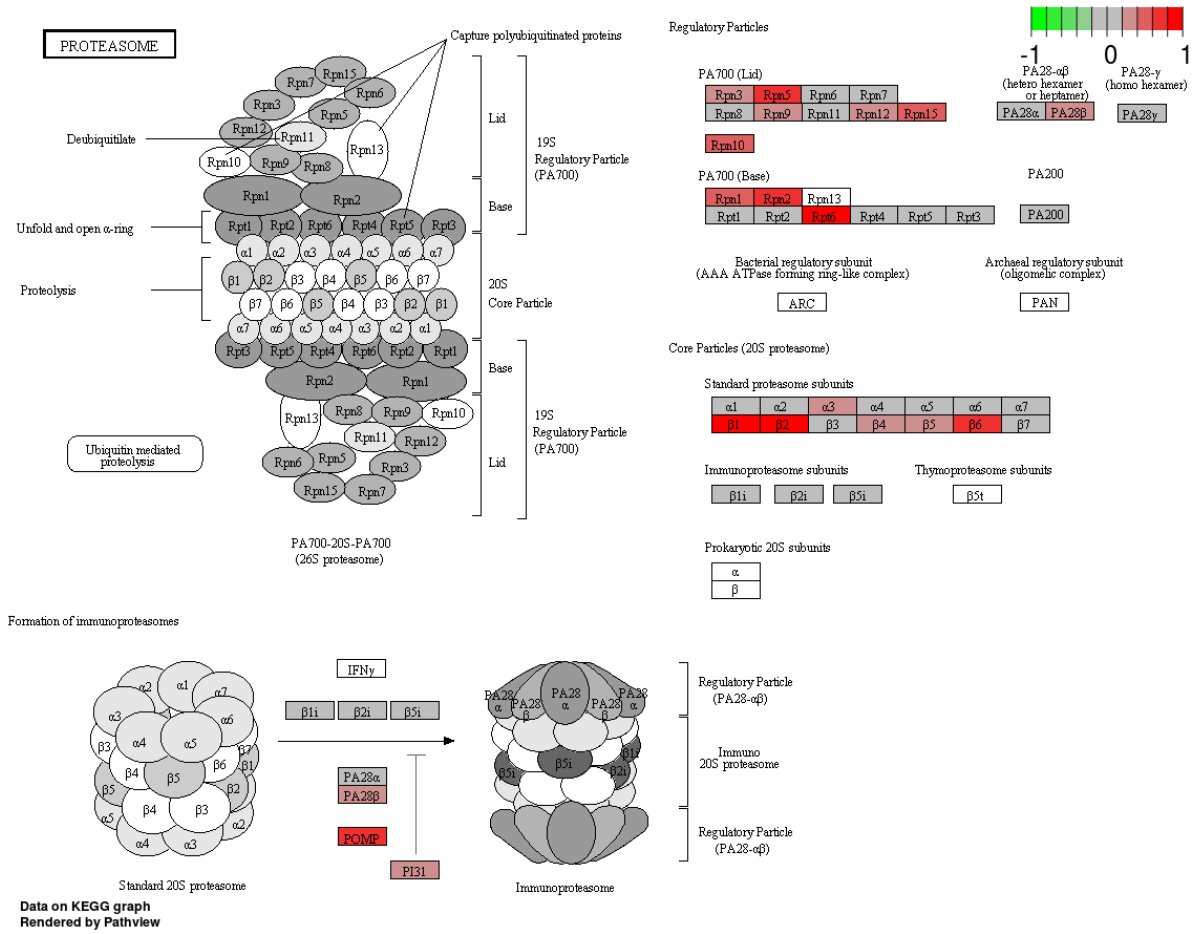 PROTEASOME
Capture polyubiquitinated proteins
Rpn15
Rpn7
Rpn6
Rpn3
Rpn5
Rpn12
Rpn11
Deubiquitilate
Rpn13
Rpn10
Rpn9
Rpn8
Rpn1
Rpn2
Rpt1 Rpt2 Rpt6 Rpt4 Rpt5 Rpt3
Unfold and open α-ring
α1 α2 α3 α4 α5 α6 α7
β1 β2 β3 β4 β5 β6 β7
Proteolysis
β7 β6 β5 β4 β3 β2 β1
α7 α6 α5 α4 α3 α2 α1
Rpt3 Rpt5 Rpt4 Rpt6 Rpt2 Rpt1
Rpn2 Rpn1
Rpn13
Rpn8 Rpn9 Rpn10
Rpn11 Rpn12
Rpn6 Rpn5 Rpn3
Rpn15 Rpn7
Lid
Base
19S
Regulatory Particle
(PA700)
20S
Core Particle
Base
Lid
19S
Regulatory Particle
(PA700)
Ubiquitin mediated
proteolysis
PA700-20S-PA700
(26S proteasome)
Regulatory Particles
-1 0 1
PA700 (Lid)
Rpn3 Rpn5 Rpn6 Rpn7
Rpn8 Rpn9 Rpn11 Rpn12 Rpn15
Rpn10
PA28-αβ
(hetero hexamer
or heptamer)
PA28α PA28β
PA28-γ
(homo hexamer)
PA28γ
PA700 (Base)
Rpn1 Rpn2 Rpn13
Rpt1 Rpt2 Rpt6 Rpt4 Rpt5 Rpt3
PA200
PA200
Bacterial regulatory subunit
(AAA ATPase forming ring-like complex)
ARC
Archaeal regulatory subunit
(oligomelic complex)
PAN
Core Particles (20S proteasome)
Standard proteasome subunits
α1 α2 α3 α4 α5 α6 α7
β1 β2 β3 β4 β5 β6 β7
Immunoproteasome subunits
β1i β2i β5i
Thymoproteasome subunits
β5t
Prokaryotic 20S subunits
α
β
Formation of immunoproteasomes
α2 α1 α7
α3 α6
α4 α5
β3 β7
β4 β6 β1
β5 β5 β2
β4 β3
α5 α2
α4 α3
Standard 20S proteasome
IFNγ
β1i β2i β5i
PA28α
PA28β
POMP
PI31
PA28 α
PA28 β
PA28 α
PA28 β
PA28 α
β1i
β5i β5i β2i
Immunoproteasome
Regulatory Particle
(PA28-αβ)
Immuno
20S proteasome
Regulatory Particle
(PA28-αβ)
Data on KEGG graph
Rendered by Pathview